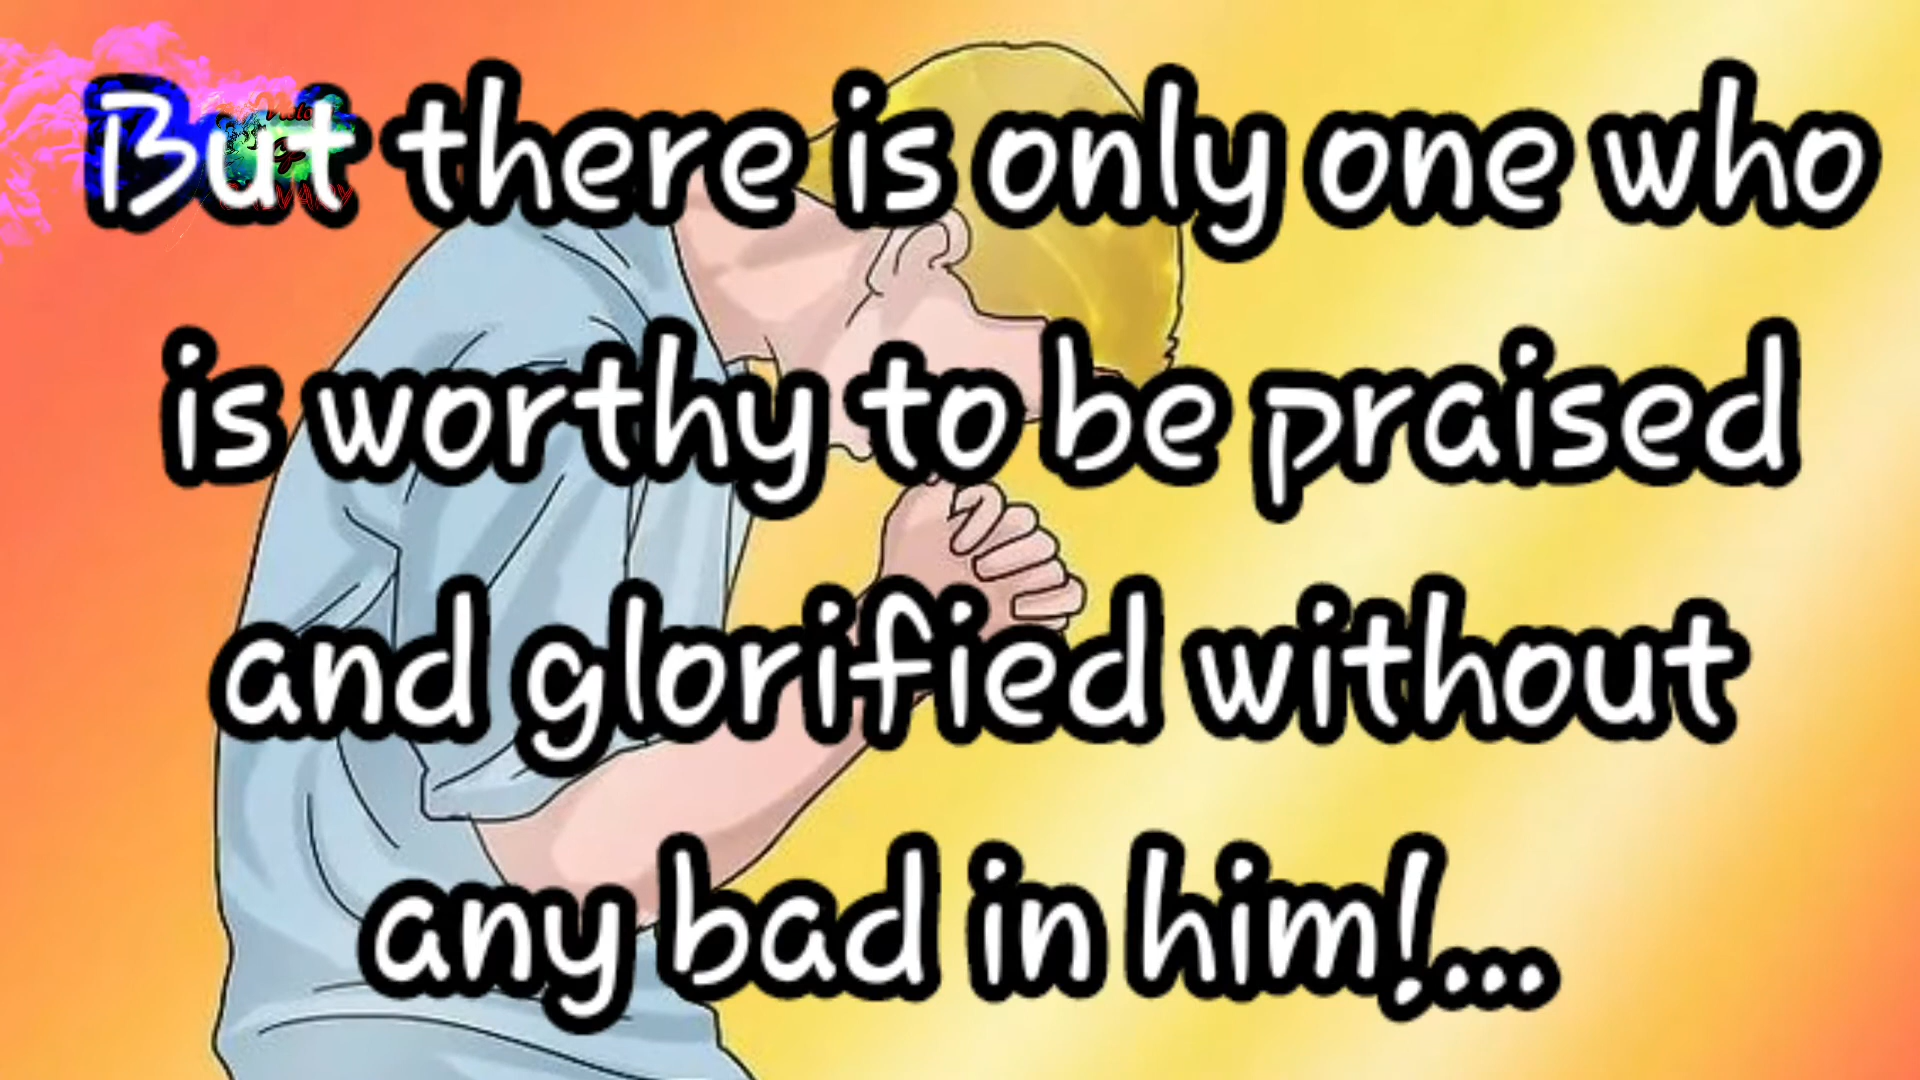 But there is only one who
is worthy to be praised
and glorified without
any bad in him!...